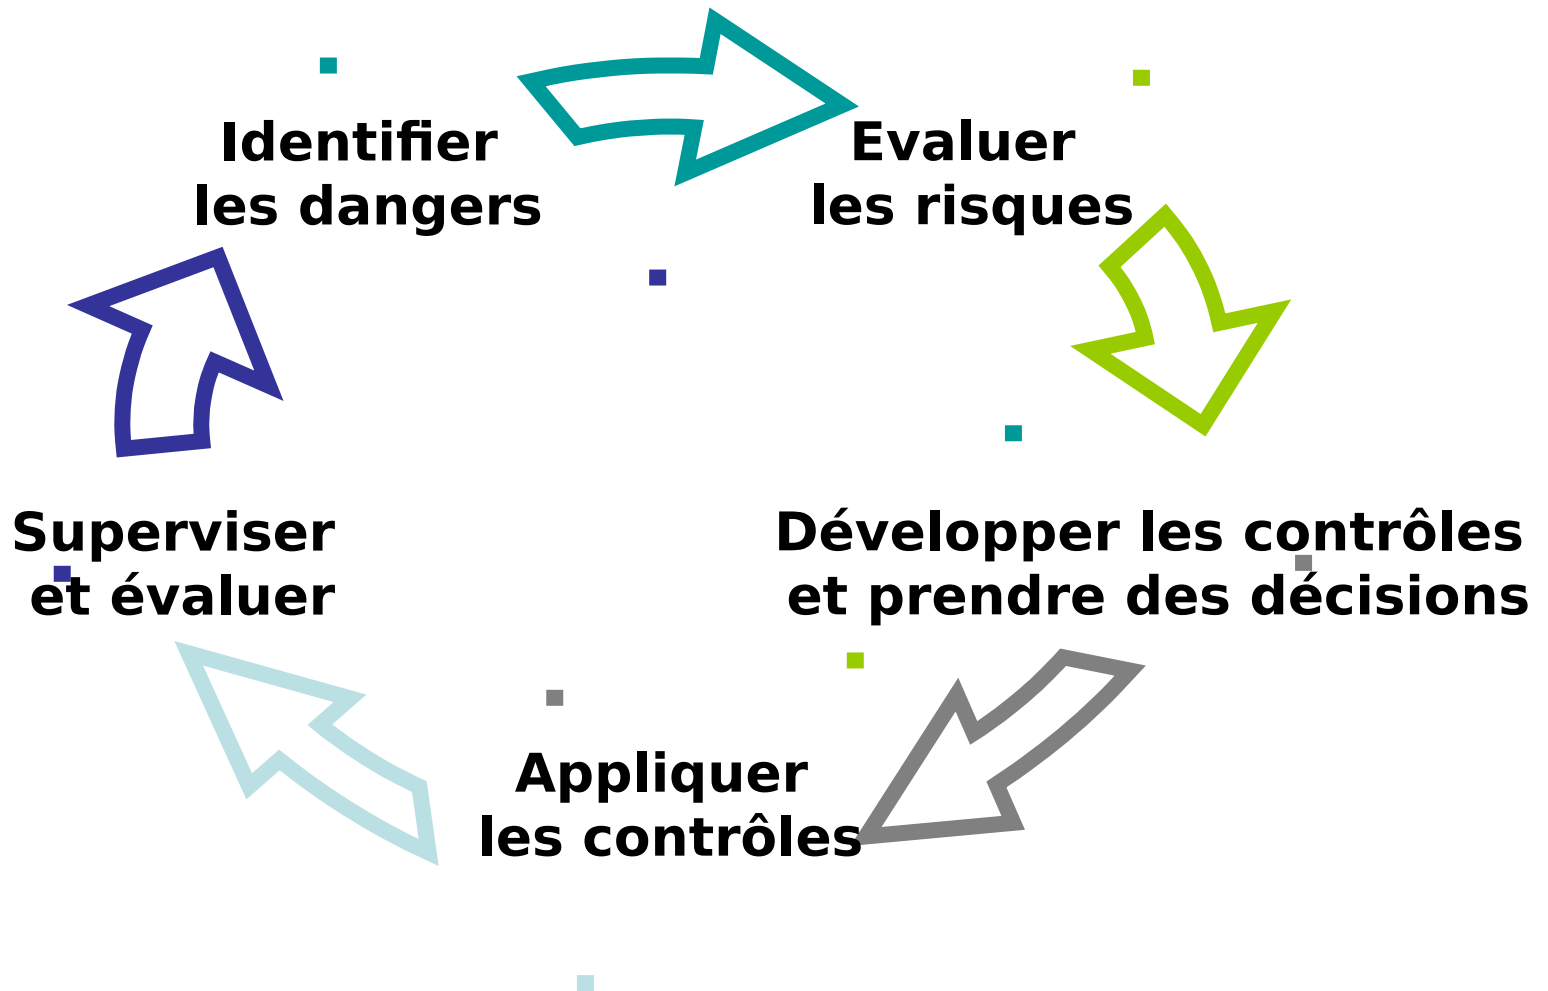 Identifier
les dangers
Evaluer
les risques
Développer les contrôles
et prendre des décisions
Appliquer
les contrôles
Superviser
et évaluer